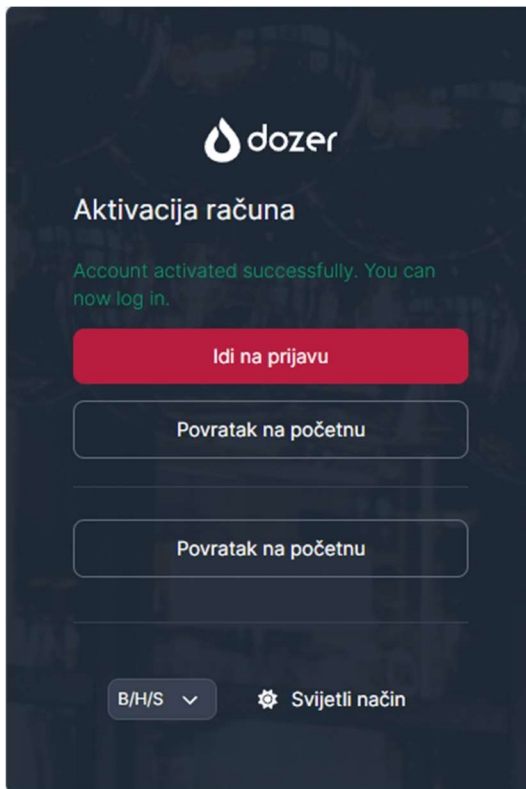 dozer
Aktivacija računa
Account activated successfully. You can
now log in.
Idi na prijavu
Povratak na početnu
Povratak na početnu
B/H/S
Svijetli način